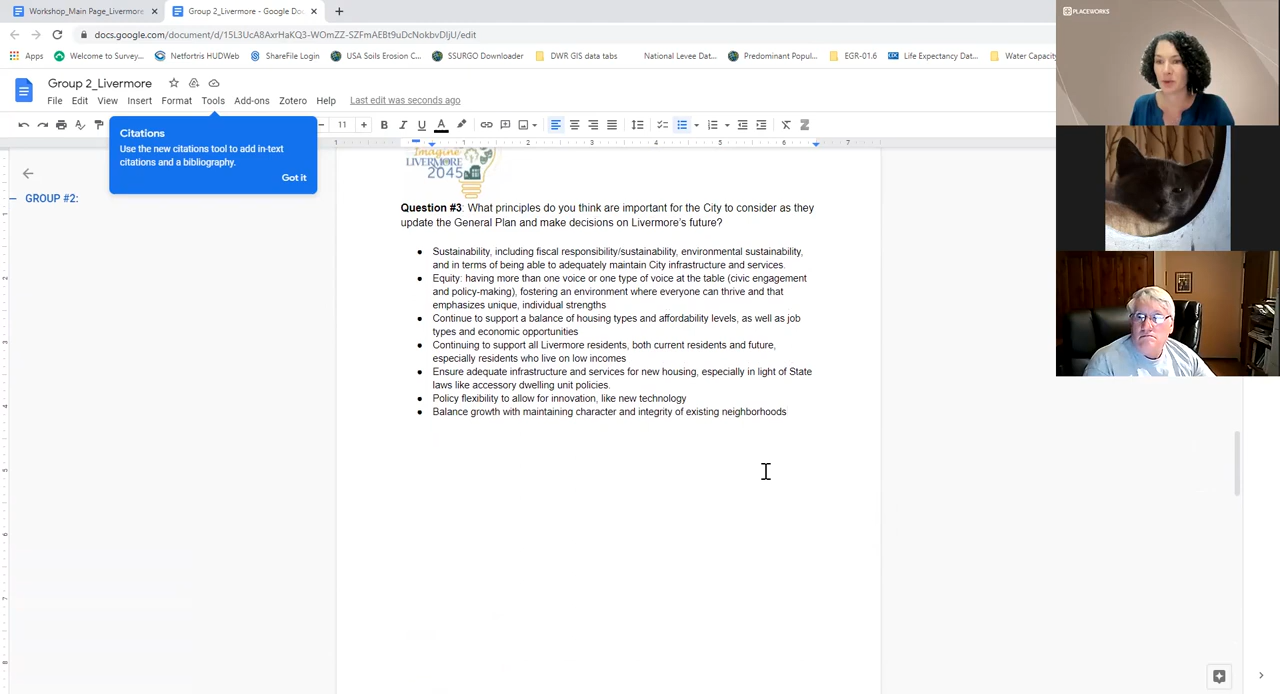 Workshop_Main Page_Livermore
Group 2_Livermore - Google Doc
docs.google.com/document/d/15L3UcA8AxrHaKQ3-WOmZZ-SZFmAEBt9uDcNokbvDIjU/edit
Apps Welcome to Survey... Netfortris HUDWeb ShareFile Login USA Soils Erosion C... SSURGO Downloader DWR GIS data tabs National Levee Dat... Predominant Popul... EGR-01.6 Life Expectancy Dat... Water Capacity
Group 2_Livermore
File Edit View Insert Format Tools Add-ons Zotero Help Last edit was seconds ago
11
Citations
Use the new citations tool to add in-text
citations and a bibliography.
Got it
GROUP #2:
1 1 2 3 4 5 6 7
Imagine
LIVERMORE
2045
Question #3: What principles do you think are important for the City to consider as they
update the General Plan and make decisions on Livermore's future?
● Sustainability, including fiscal responsibility/sustainability, environmental sustainability,
and in terms of being able to adequately maintain City infrastructure and services.
● Equity: having more than one voice or one type of voice at the table (civic engagement
and policy-making), fostering an environment where everyone can thrive and that
emphasizes unique, individual strengths
● Continue to support a balance of housing types and affordability levels, as well as job
types and economic opportunities
● Continuing to support all Livermore residents, both current residents and future,
especially residents who live on low incomes
● Ensure adequate infrastructure and services for new housing, especially in light of State
laws like accessory dwelling unit policies.
● Policy flexibility to allow for innovation, like new technology
● Balance growth with maintaining character and integrity of existing neighborhoods
PLACEWORKS